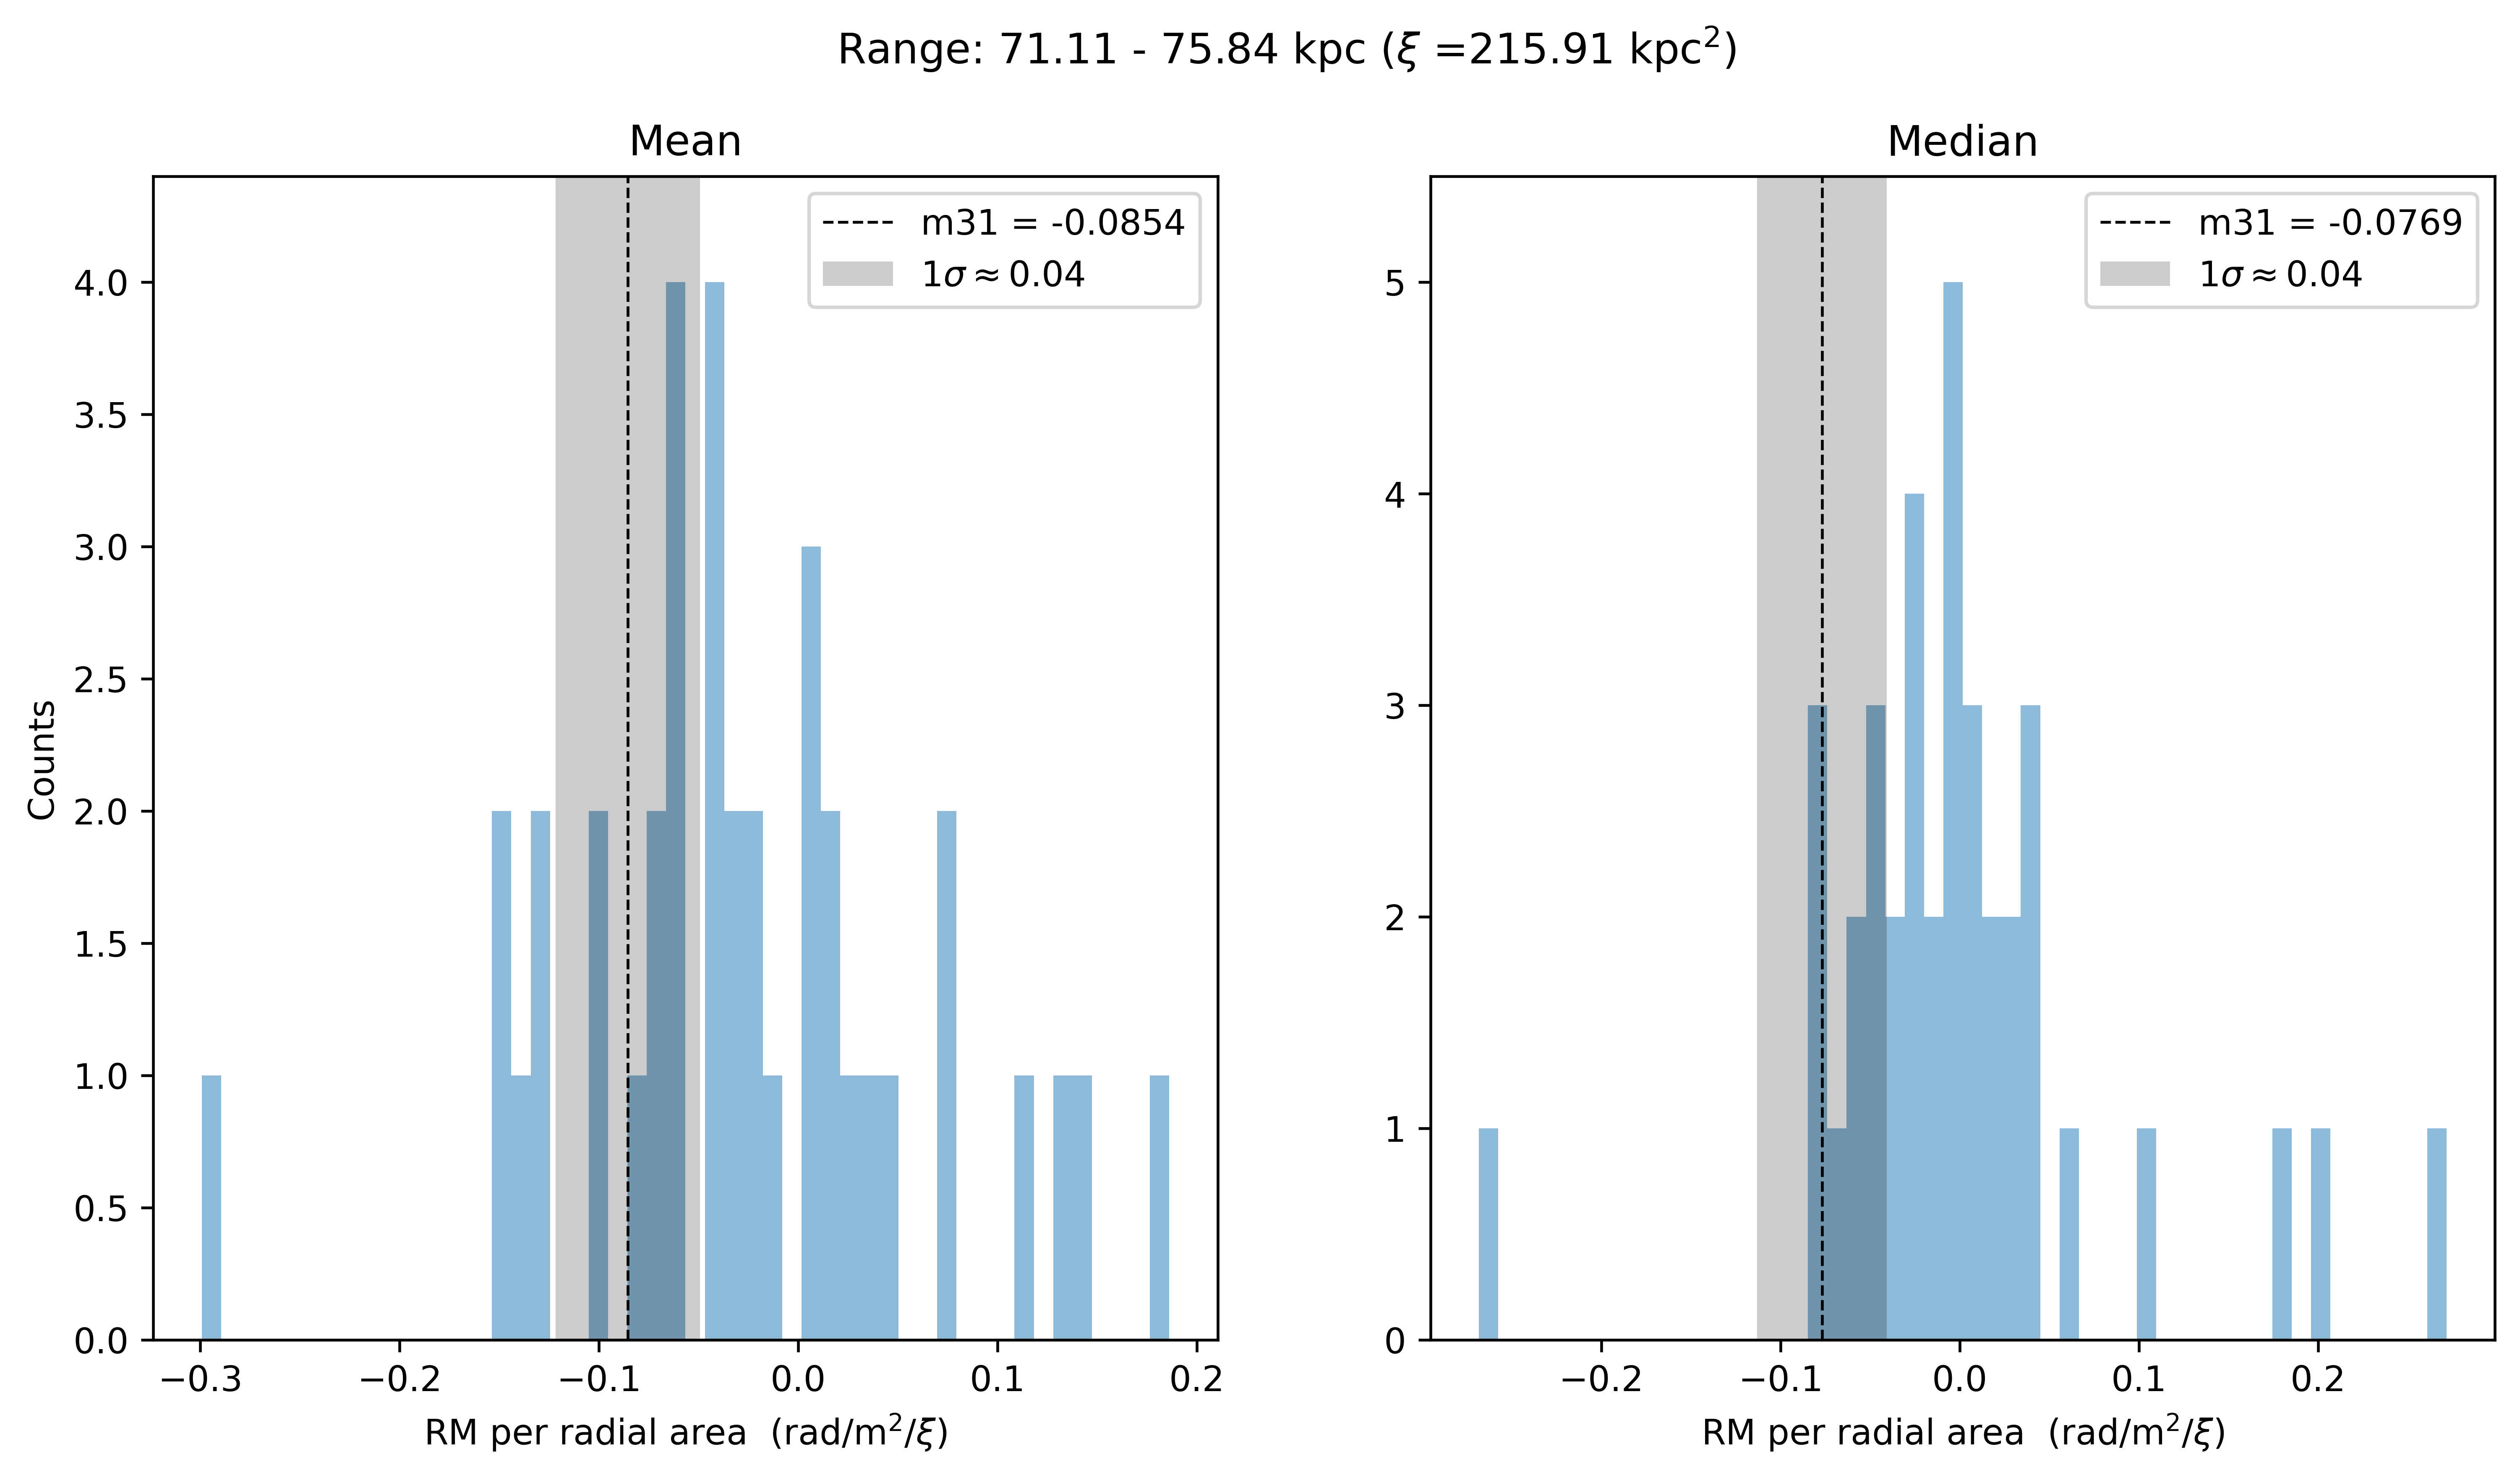 Range: 71.11 - 75.84 kpc (ξ =215.91 kpc²)
Mean
m31 = -0.0854
1σ ≈ 0.04
4.0
3.5
3.0
2.5
2.0
1.5
1.0
0.5
0.0
Counts
−0.3 −0.2 −0.1 0.0 0.1 0.2
RM per radial area (rad/m²/ξ)
Median
m31 = -0.0769
1σ ≈ 0.04
5
4
3
2
1
0
−0.2 −0.1 0.0 0.1 0.2
RM per radial area (rad/m²/ξ)